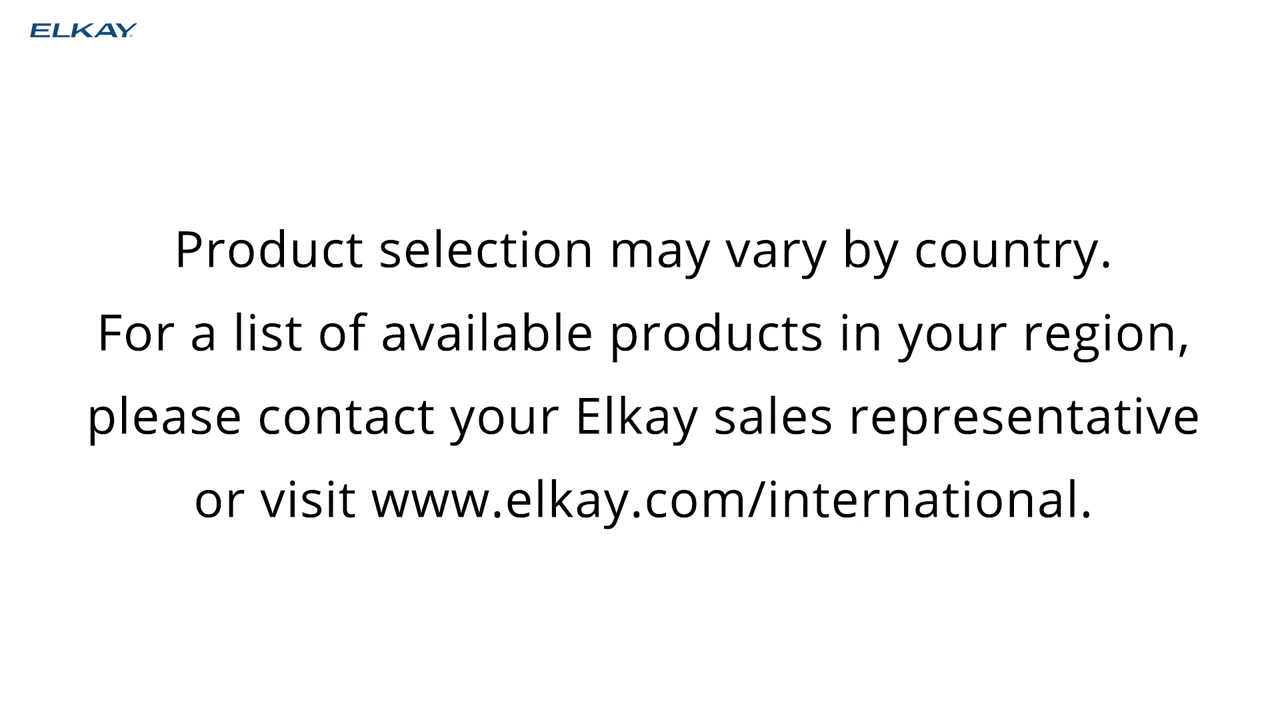 ELKAY
Product selection may vary by country.
For a list of available products in your region,
please contact your Elkay sales representative
or visit www.elkay.com/international.